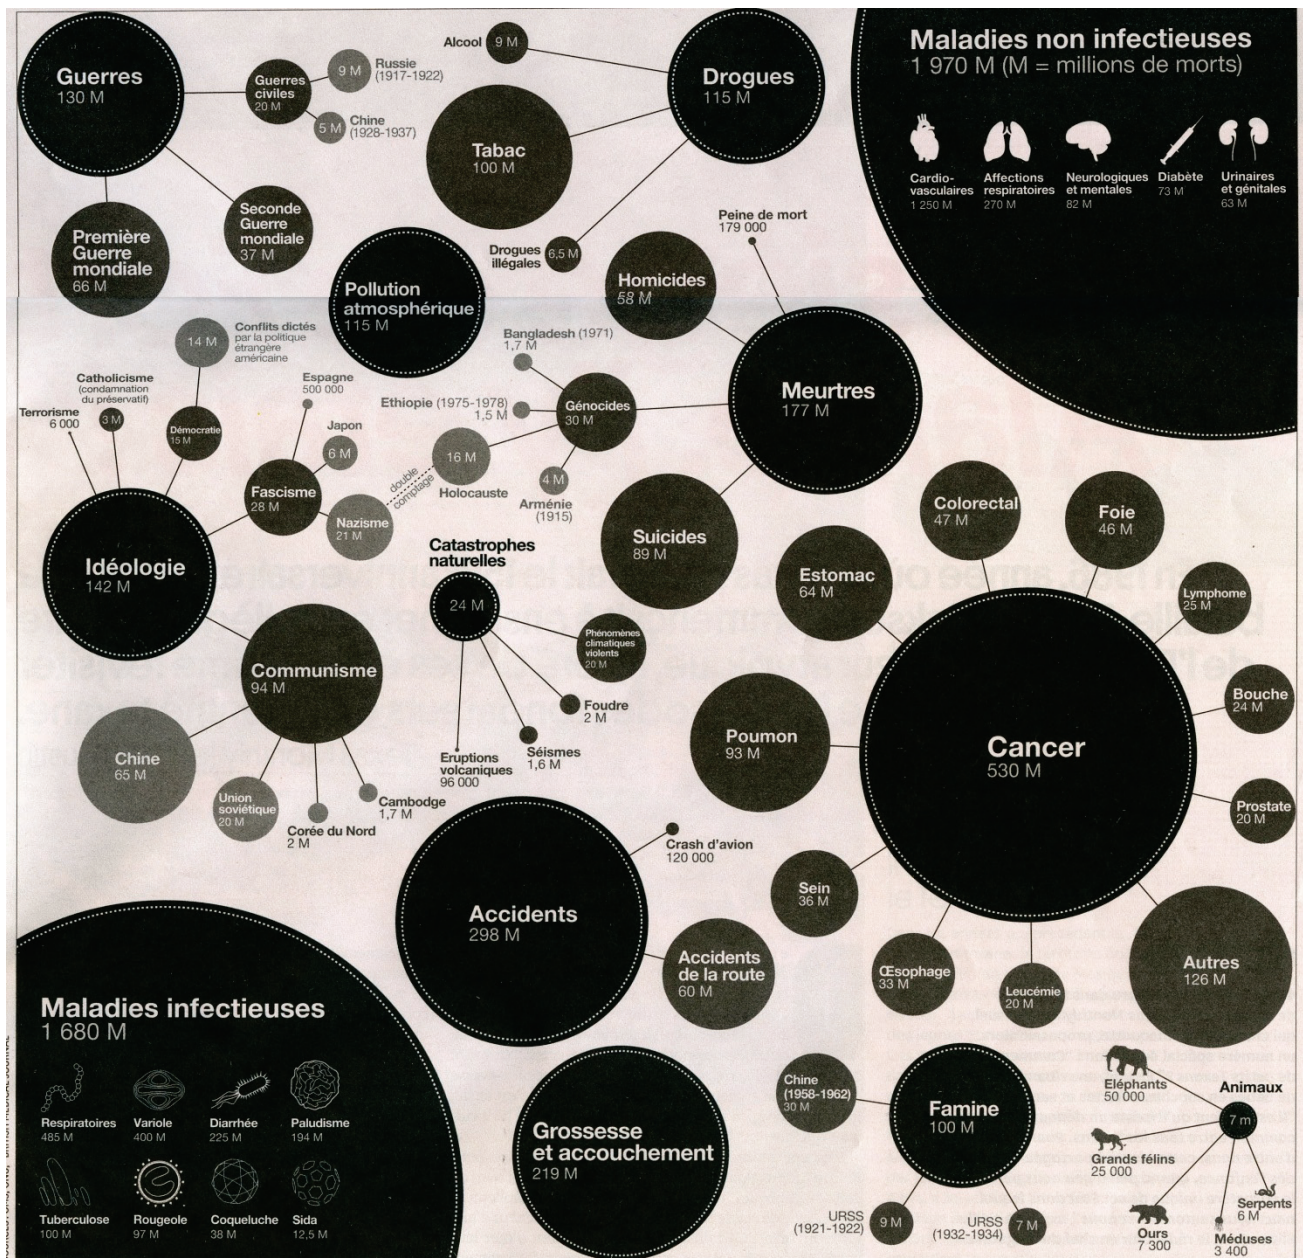 Guerres
130 M
Guerres
civiles
20 M
9 M
Russie
(1917-1922)
5 M
Chine
(1928-1937)
Première
Guerre
mondiale
66 M
Seconde
Guerre
mondiale
37 M
Alcool
9 M
Drogues
115 M
Tabac
100 M
Drogues
illégales
6,5 M
Maladies non infectieuses
1 970 M (M = millions de morts)
Cardio-
vasculaires
1 250 M
Affections
respiratoires
270 M
Neurologiques
et mentales
82 M
Diabète
73 M
Urinaires
et génitales
63 M
Pollution
atmosphérique
115 M
Peine de mort
179 000
Homicides
58 M
Meurtres
177 M
Bangladesh (1971)
1,7 M
Ethiopie (1975-1978)
1,5 M
Génocides
30 M
16 M
Holocauste
4 M
Arménie
(1915)
double
comptage
Suicides
89 M
14 M
Conflits dictés
par la politique
étrangère
américaine
Catholicisme
(condamnation
du préservatif)
3 M
Terrorisme
6 000
Démocratie
15 M
Espagne
500 000
Japon
6 M
Fascisme
28 M
Nazisme
21 M
Idéologie
142 M
Communisme
94 M
Chine
65 M
Union
soviétique
20 M
Corée du Nord
2 M
Cambodge
1,7 M
Catastrophes
naturelles
24 M
Phénomènes
climatiques
violents
20 M
Foudre
2 M
Séismes
1,6 M
Eruptions
volcaniques
96 000
Colorectal
47 M
Foie
46 M
Estomac
64 M
Lymphome
25 M
Bouche
24 M
Poumon
93 M
Cancer
530 M
Prostate
20 M
Sein
36 M
Œsophage
33 M
Leucémie
20 M
Autres
126 M
Accidents
298 M
Crash d'avion
120 000
Accidents
de la route
60 M
Maladies infectieuses
1 680 M
Respiratoires
485 M
Variole
400 M
Diarrhée
225 M
Paludisme
194 M
Tuberculose
100 M
Rougeole
97 M
Coqueluche
38 M
Sida
12,5 M
Grossesse
et accouchement
219 M
Chine
(1958-1962)
30 M
Famine
100 M
URSS
(1921-1922)
9 M
URSS
(1932-1934)
7 M
Eléphants
50 000
Animaux
7 m
Grands félins
25 000
Serpents
6 M
Ours
7 300
Méduses
3 400